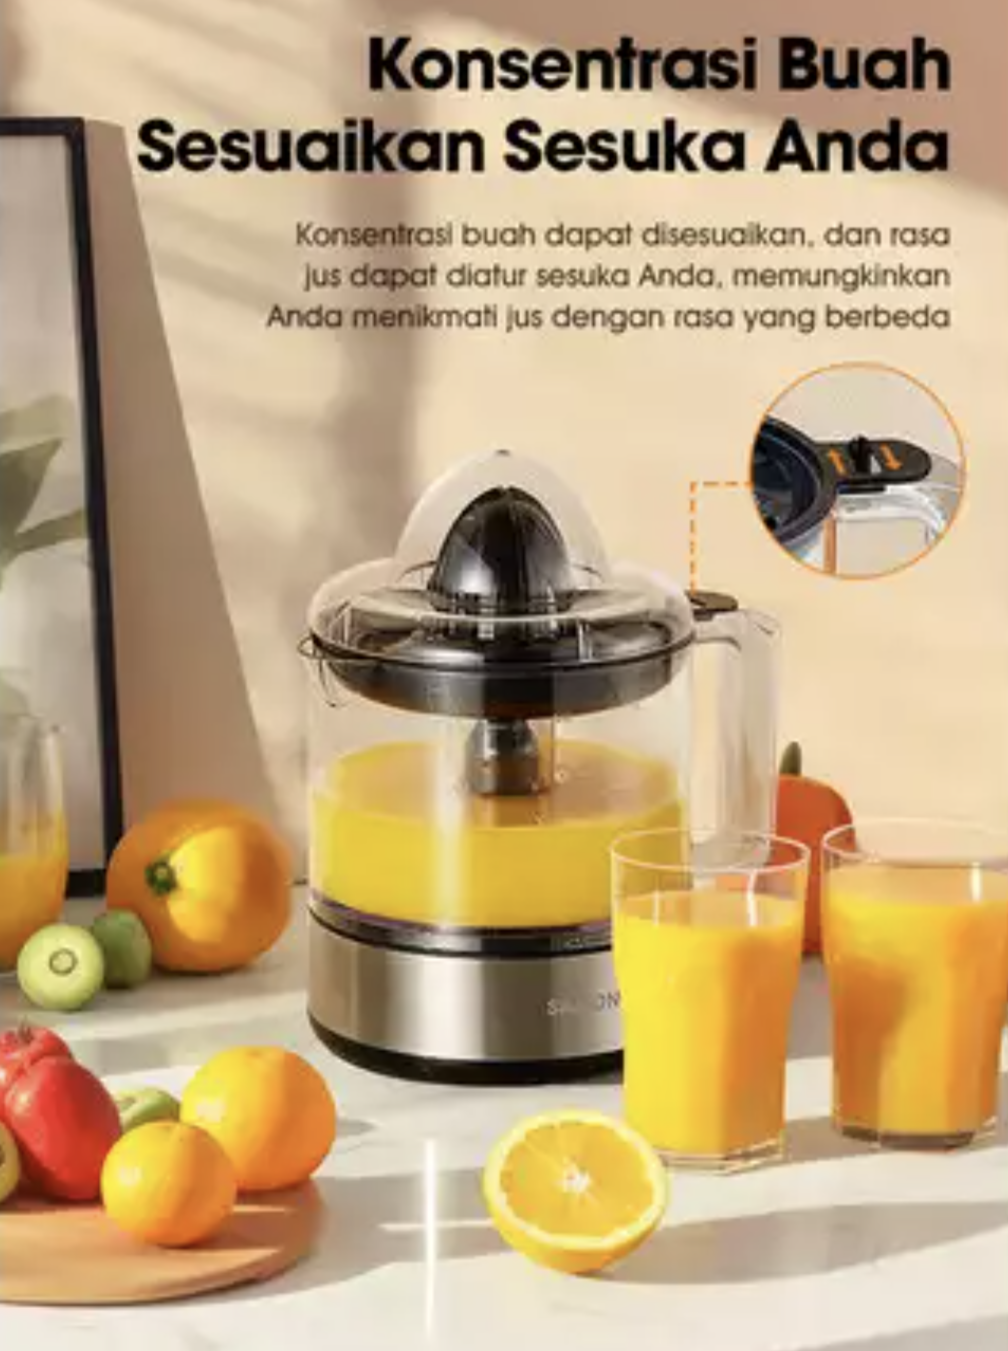 Konsentrasi Buah
Sesuaikan Sesuka Anda
Konsentrasi buah dapat disesuaikan, dan rasa
jus dapat diatur sesuka Anda, memungkinkan
Anda menikmati jus dengan rasa yang berbeda